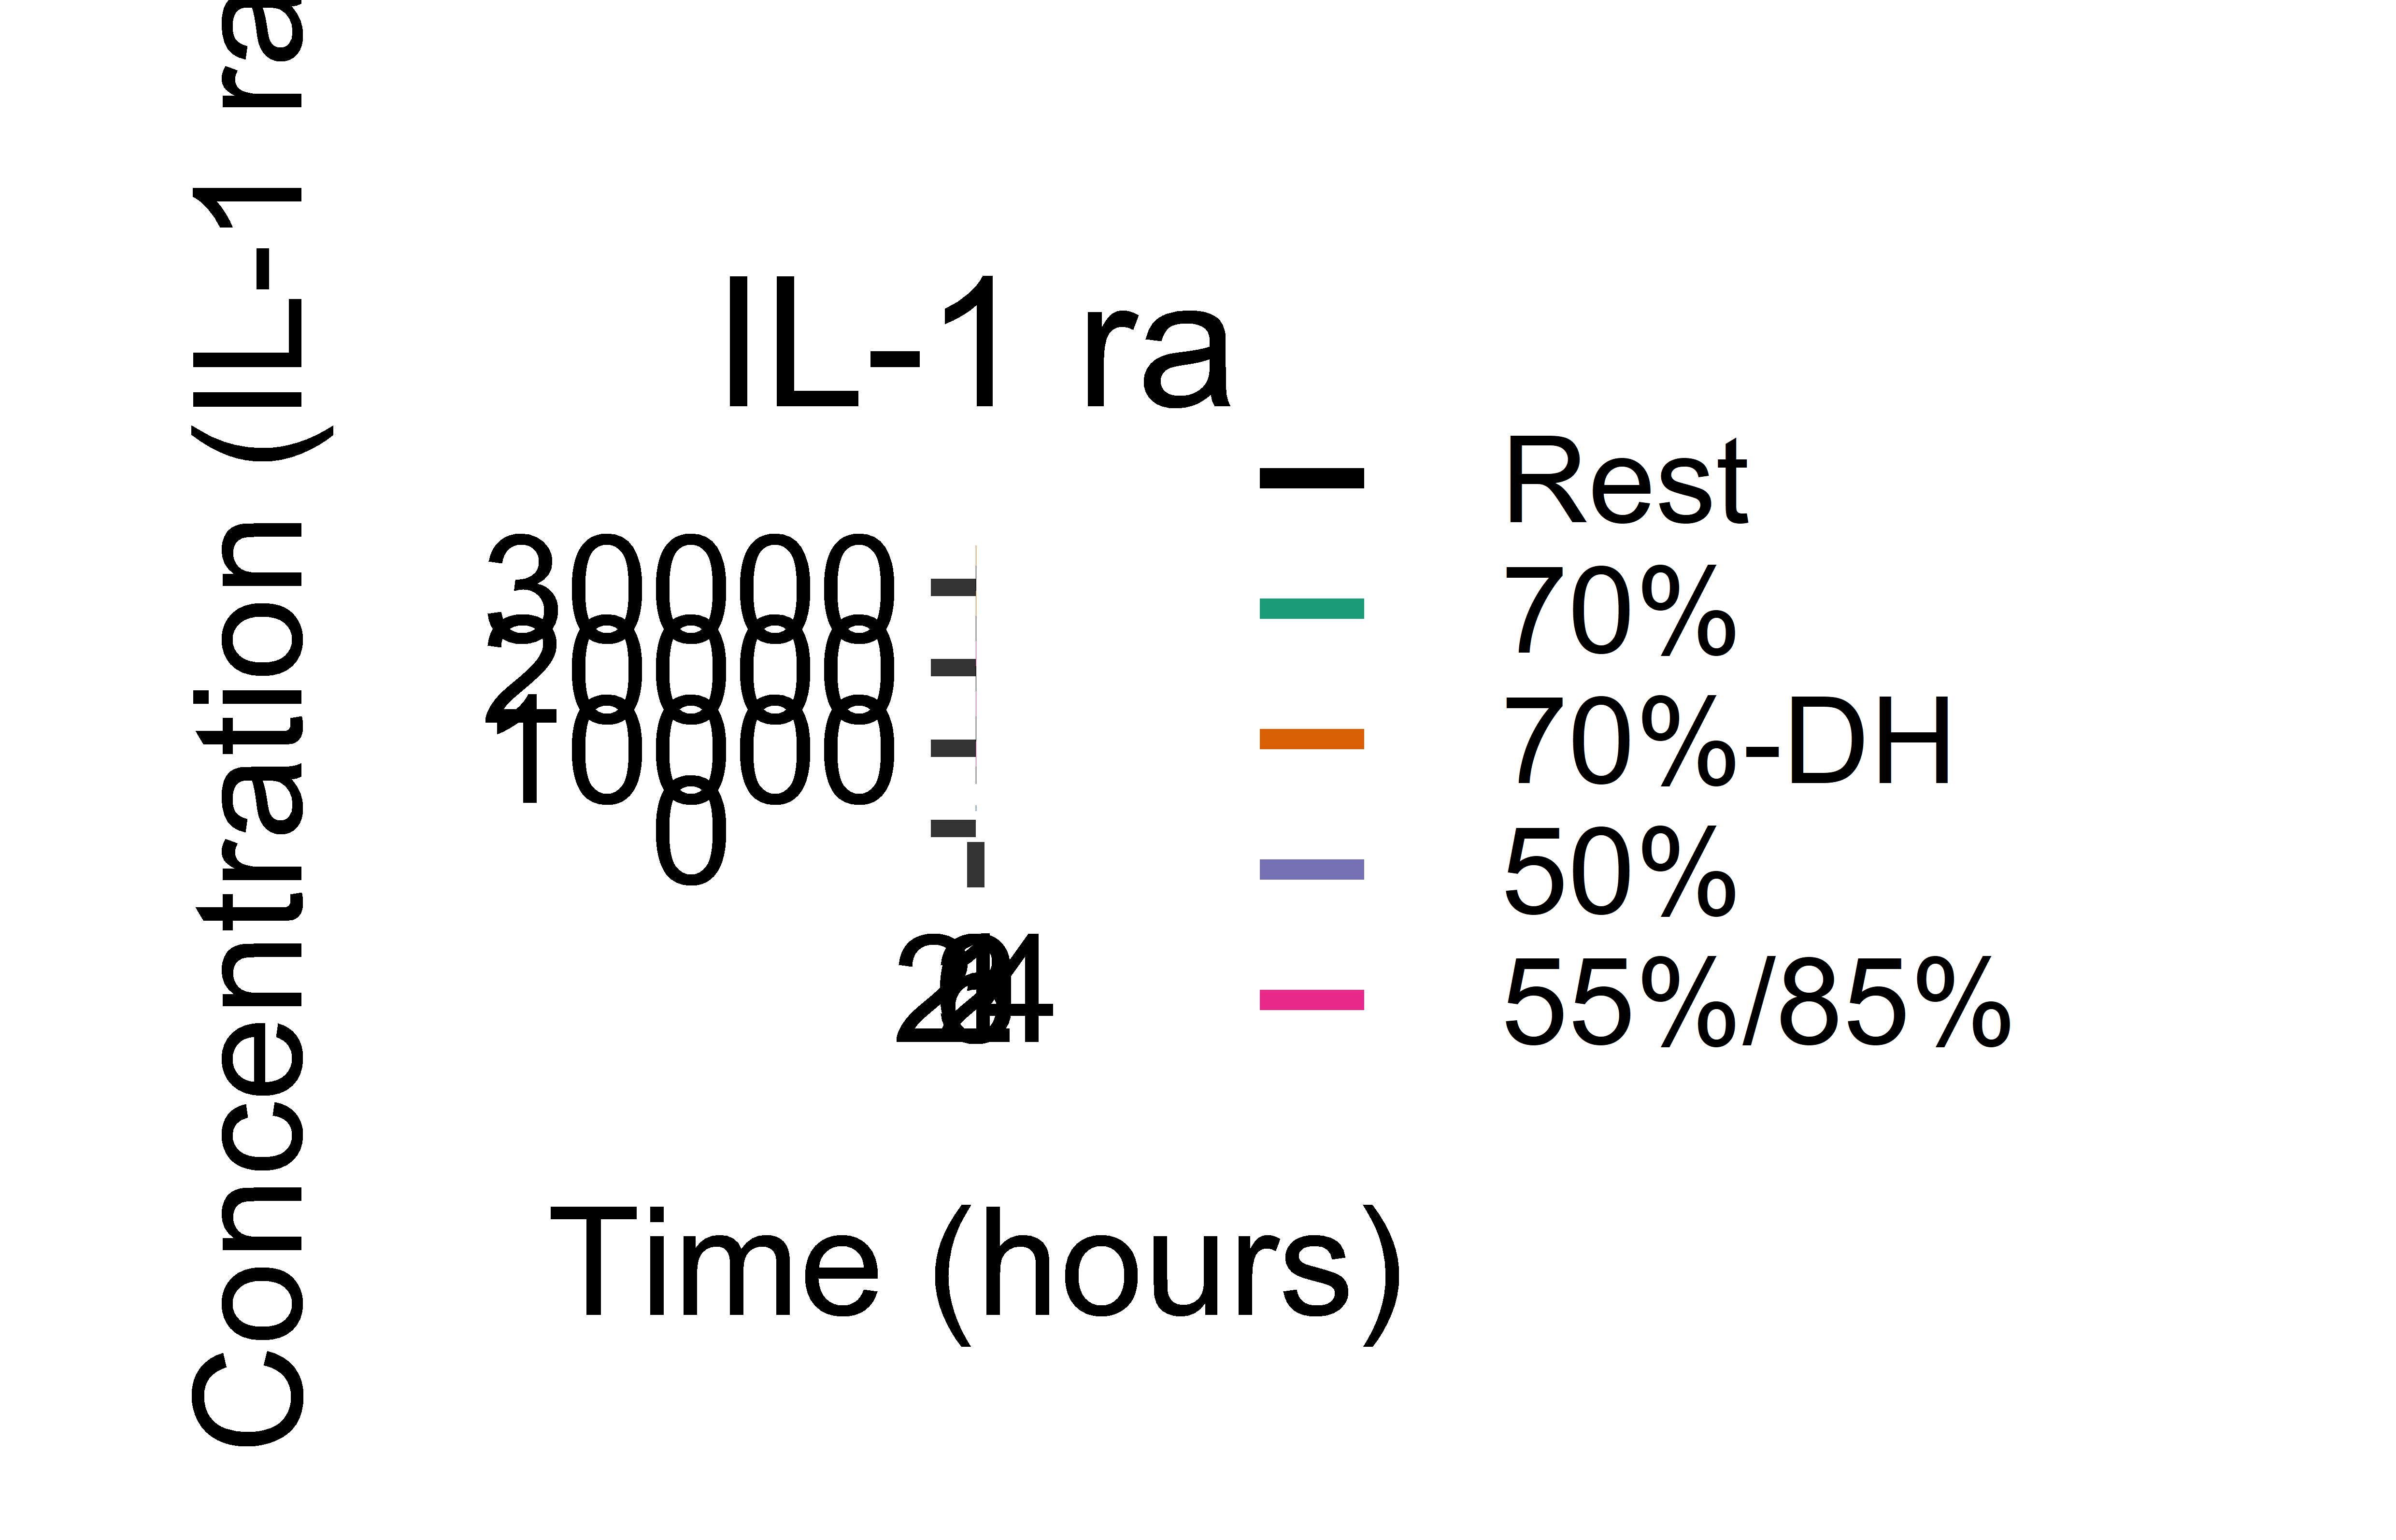 Concentration (IL-1 ra
IL-1 ra
30000
20000
10000
0
Time (hours)
Rest
70%
70%-DH
50%
55%/85%